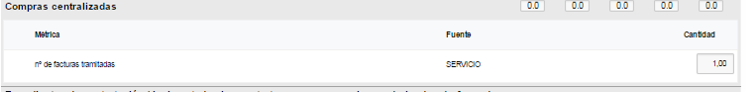 Compras centralizadas 0.0 0.0 0.0 0.0 0.0
Métrica Fuente Cantidad
nº de facturas tramitadas SERVICIO 1,00